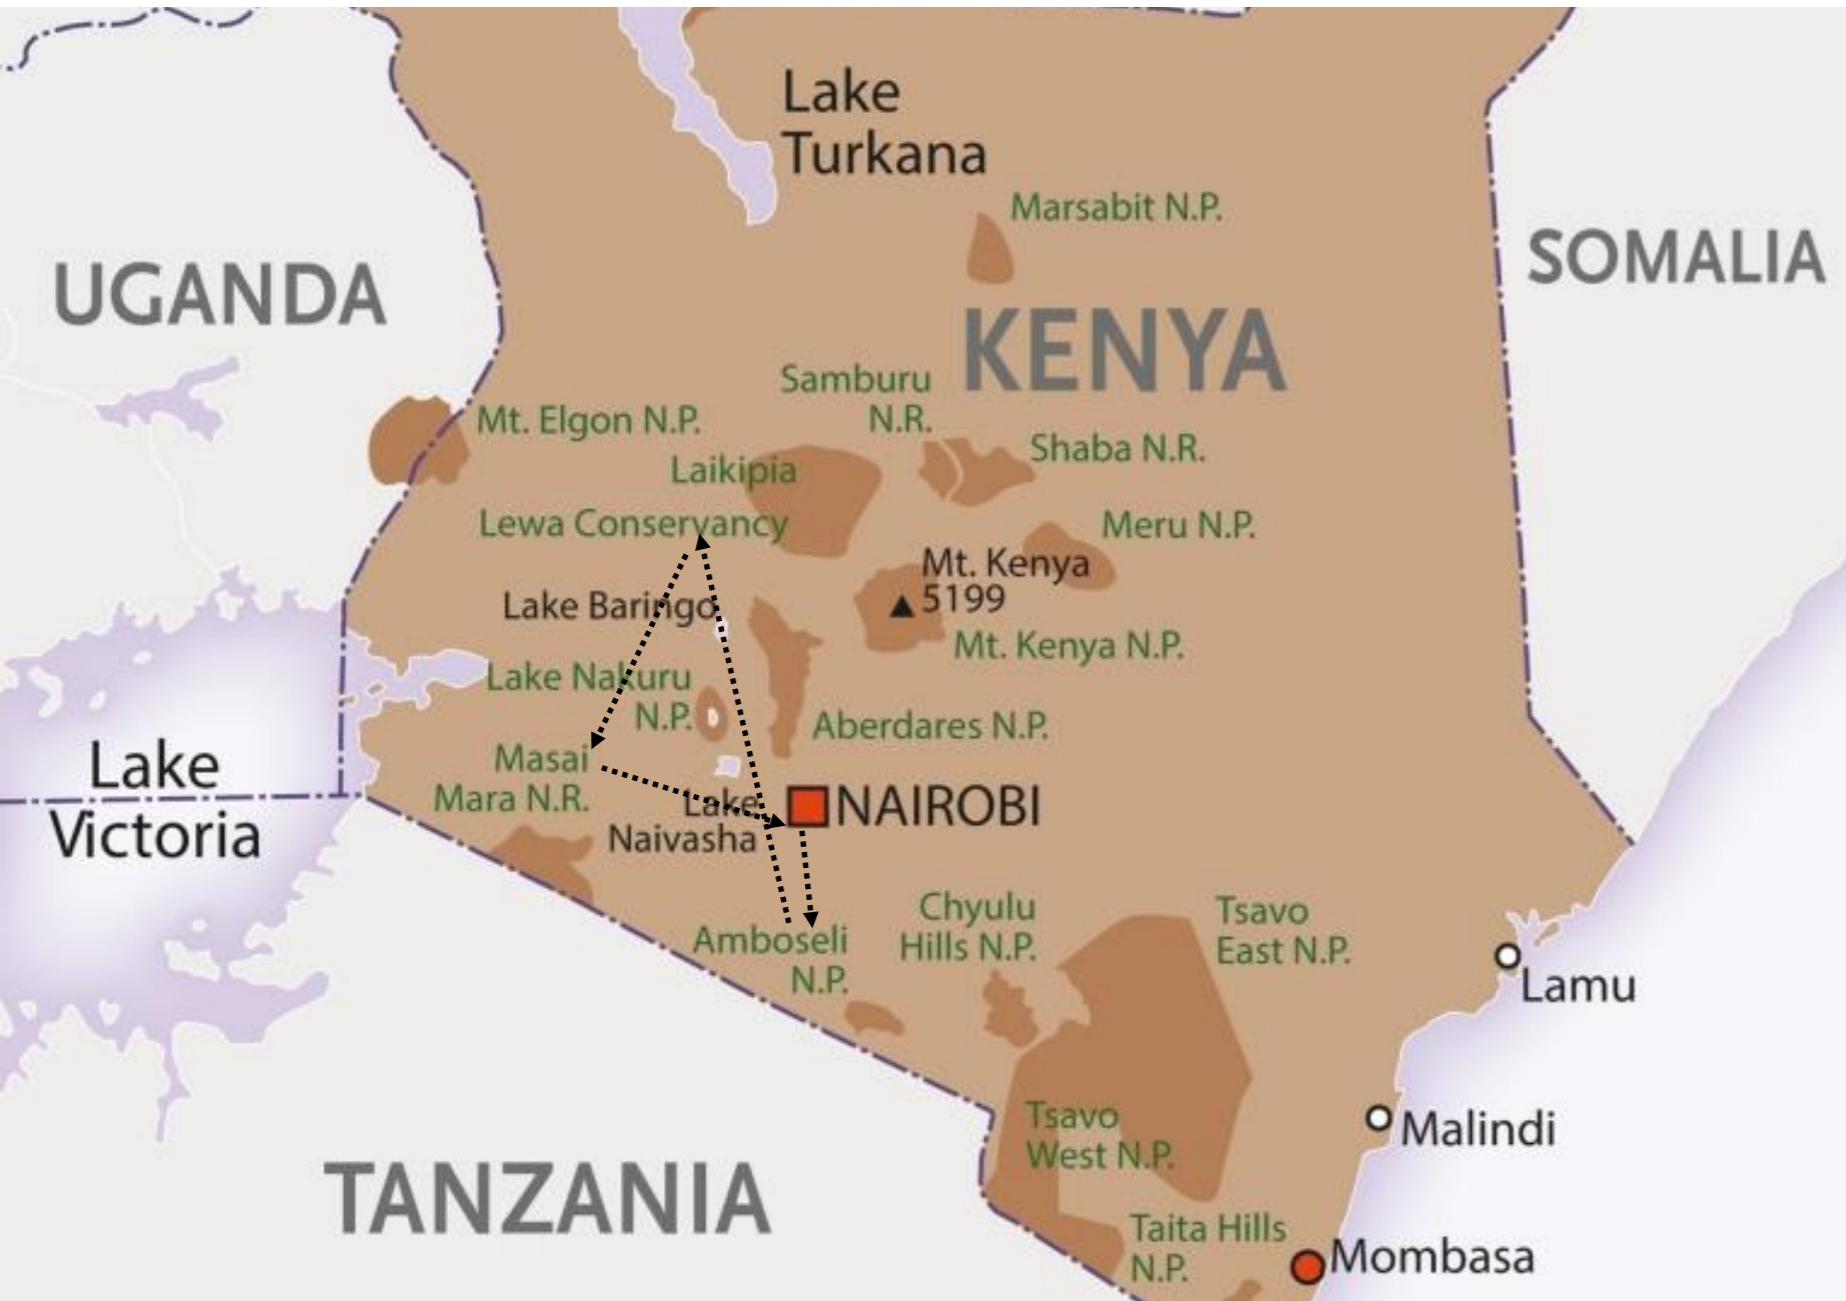 Lake
Turkana
Marsabit N.P.
UGANDA
SOMALIA
KENYA
Samburu
N.R.
Mt. Elgon N.P.
Shaba N.R.
Laikipia
Lewa Conservancy
Meru N.P.
Mt. Kenya
5199
Lake Baringo
Mt. Kenya N.P.
Lake Nakuru
N.P.
Aberdares N.P.
Masai
Mara N.R.
Lake
Victoria
Lake
Naivasha
NAIROBI
Chyulu
Hills N.P.
Tsavo
East N.P.
Amboseli
N.P.
Lamu
Tsavo
West N.P.
Malindi
TANZANIA
Taita Hills
N.P.
Mombasa